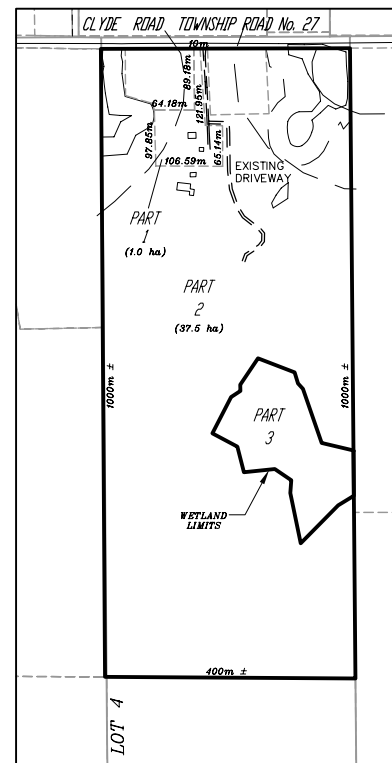 CLYDE ROAD TOWNSHIP ROAD No. 27
10m
89.18m
64.18m
121.95m
97.85m
65.14m
106.59m
EXISTING
DRIVEWAY
PART
1
(1.0 ha)
PART
2
(37.5 ha)
1000m ±
1000m ±
PART
3
WETLAND
LIMITS
400m ±
LOT 4